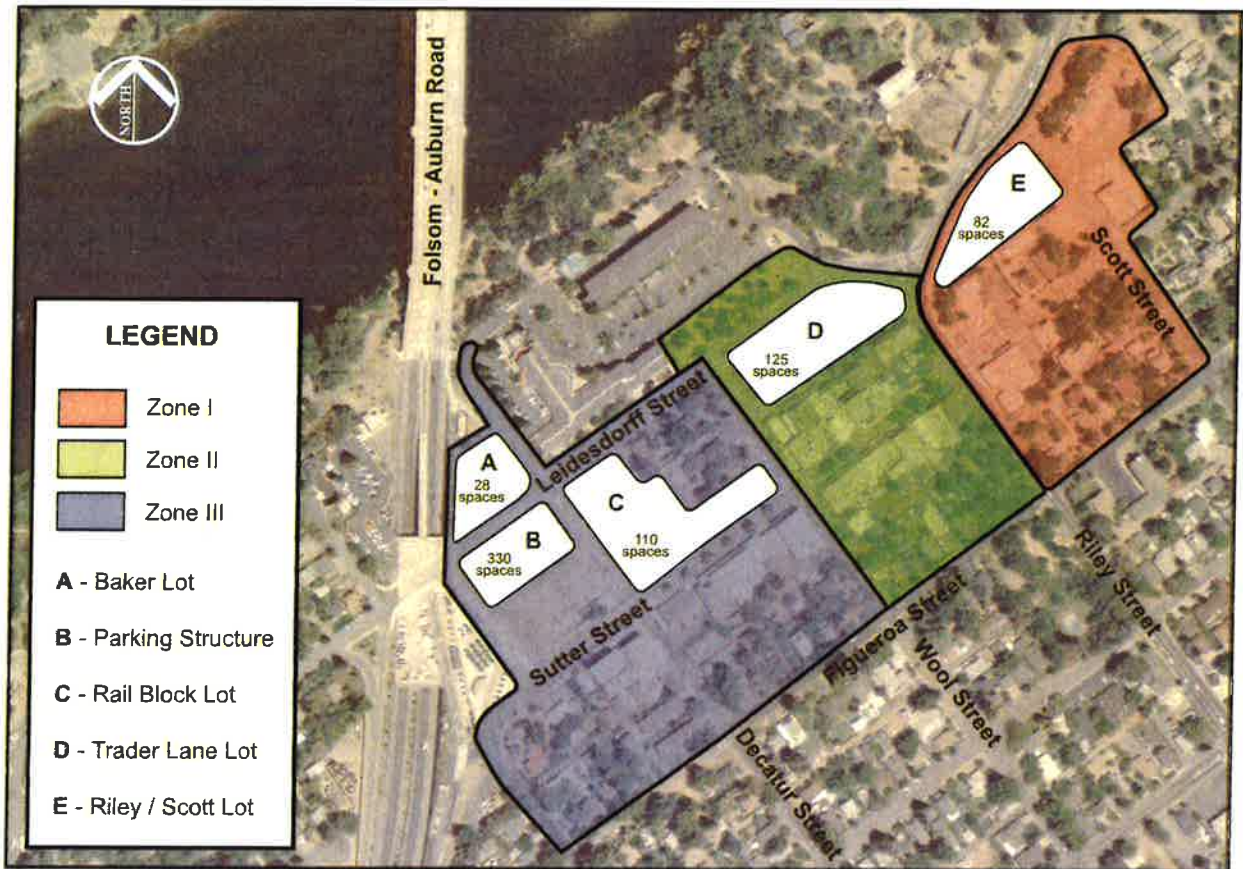 NORTH
Folsom - Auburn Road
E
82
spaces
Scott Street
D
125
spaces
LEGEND
Zone I
Zone II
Zone III
A - Baker Lot
B - Parking Structure
C - Rail Block Lot
D - Trader Lane Lot
E - Riley / Scott Lot
Leidesdorff Street
A
28
spaces
C
110
spaces
B
330
spaces
Sutter Street
Riley Street
Figueroa Street
Wool Street
Decatur Street